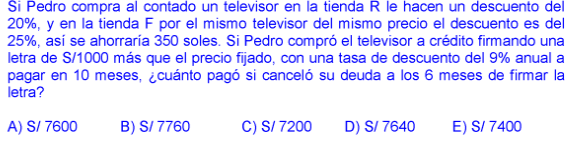 Si Pedro compra al contado un televisor en la tienda R le hacen un descuento del
20%, y en la tienda F por el mismo televisor del mismo precio el descuento es del
25%, así se ahorraría 350 soles. Si Pedro compró el televisor a crédito firmando una
letra de S/1000 más que el precio fijado, con una tasa de descuento del 9% anual a
pagar en 10 meses, ¿cuánto pagó si canceló su deuda a los 6 meses de firmar la
letra?
A) S/ 7600 B) S/ 7760 C) S/ 7200 D) S/ 7640 E) S/ 7400